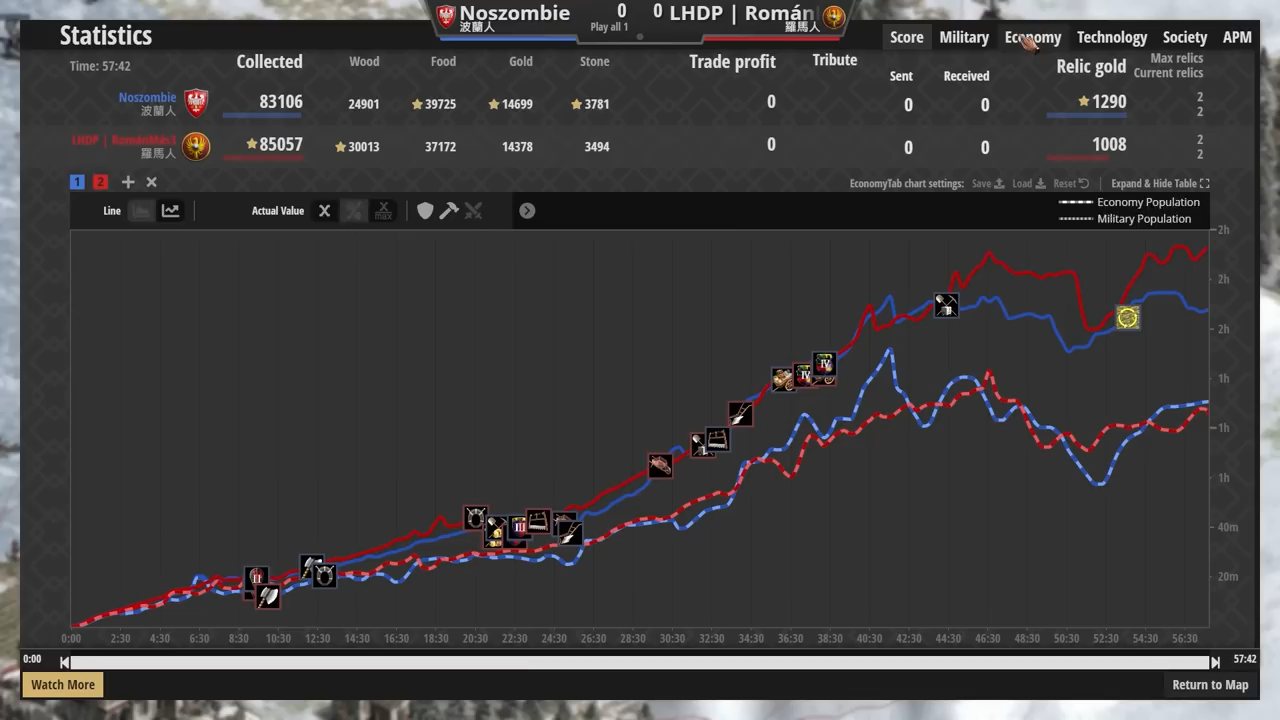 Noszombie 0 0 LHDP | Román
波蘭人 Play all 1 羅馬人
Statistics
Score Military Economy Technology Society APM
Time: 57:42
Collected Wood Food Gold Stone Trade profit Tribute Sent Received Relic gold Max relics
Current relics
Noszombie 83106 24901 39725 14699 3781 0 0 0 1290 2
波蘭人 2
LHDP | RománMás3 85057 30013 37172 14378 3494 0 0 0 1008 2
羅馬人 2
1 2 EconomyTab chart settings: Save Load Reset Expand & Hide Table
Line Actual Value max
Economy Population
Military Population
2h
2h
2h
1h
1h
1h
40m
20m
IV IV
III
II
0:00 2:30 4:30 6:30 8:30 10:30 12:30 14:30 16:30 18:30 20:30 22:30 24:30 26:30 28:30 30:30 32:30 34:30 36:30 38:30 40:30 42:30 44:30 46:30 48:30 50:30 52:30 54:30 56:30
0:00 57:42
Watch More Return to Map